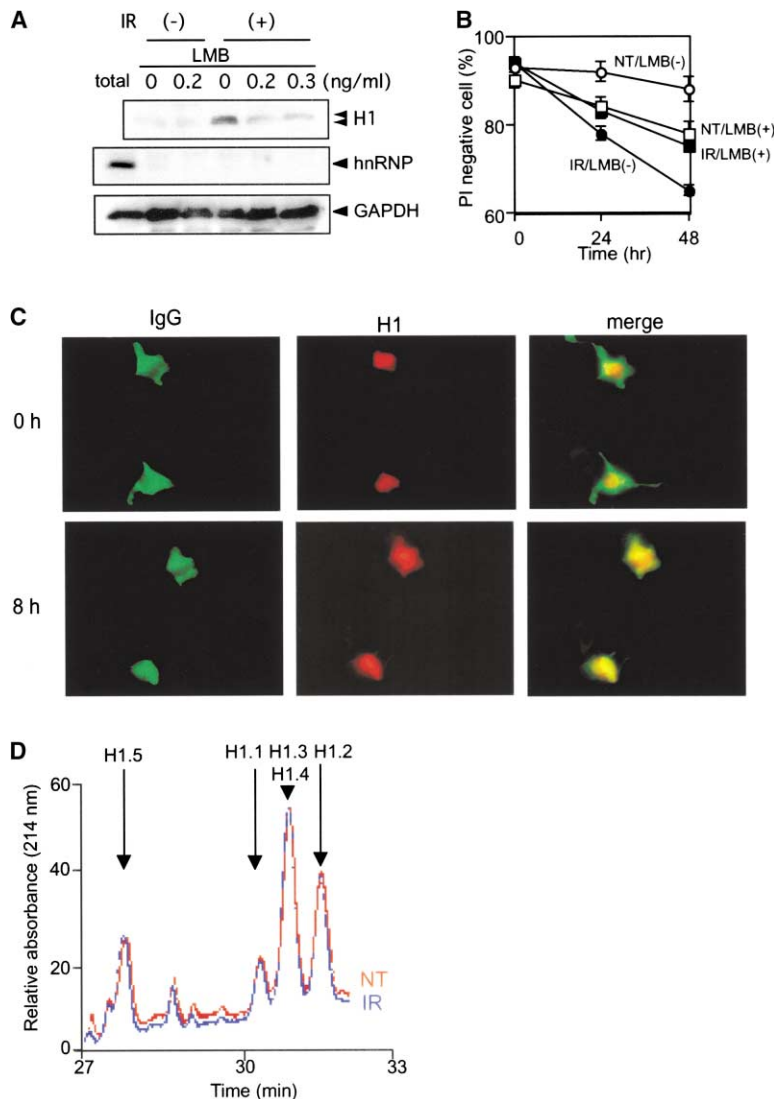 A
IR (-) (+)
LMB
total 0 0.2 0 0.2 0.3 (ng/ml)
H1
hnRNP
GAPDH
B
PI negative cell (%)
100
80
60
NT/LMB(-)
NT/LMB(+)
IR/LMB(+)
IR/LMB(-)
0 24 48
Time (hr)
C
IgG H1 merge
0 h
8 h
D
H1.5 H1.1 H1.3 H1.2
H1.4
Relative absorbance (214 nm)
60
40
20
0
NT
IR
27 30 33
Time (min)